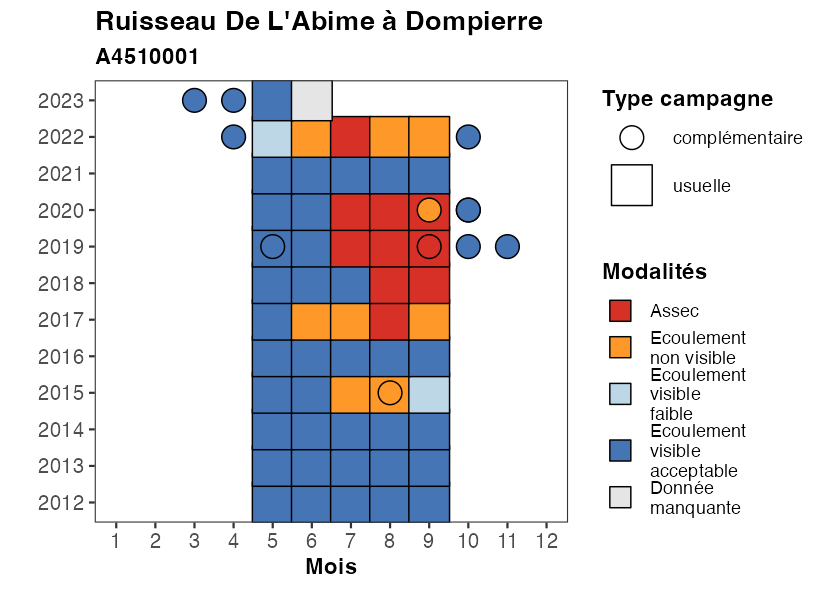 Ruisseau De L'Abime à Dompierre
A4510001
2023
2022
2021
2020
2019
2018
2017
2016
2015
2014
2013
2012
1 2 3 4 5 6 7 8 9 10 11 12
Mois
Type campagne
complémentaire
usuelle
Modalités
Assec
Ecoulement
non visible
Ecoulement
visible
faible
Ecoulement
visible
acceptable
Donnée
manquante